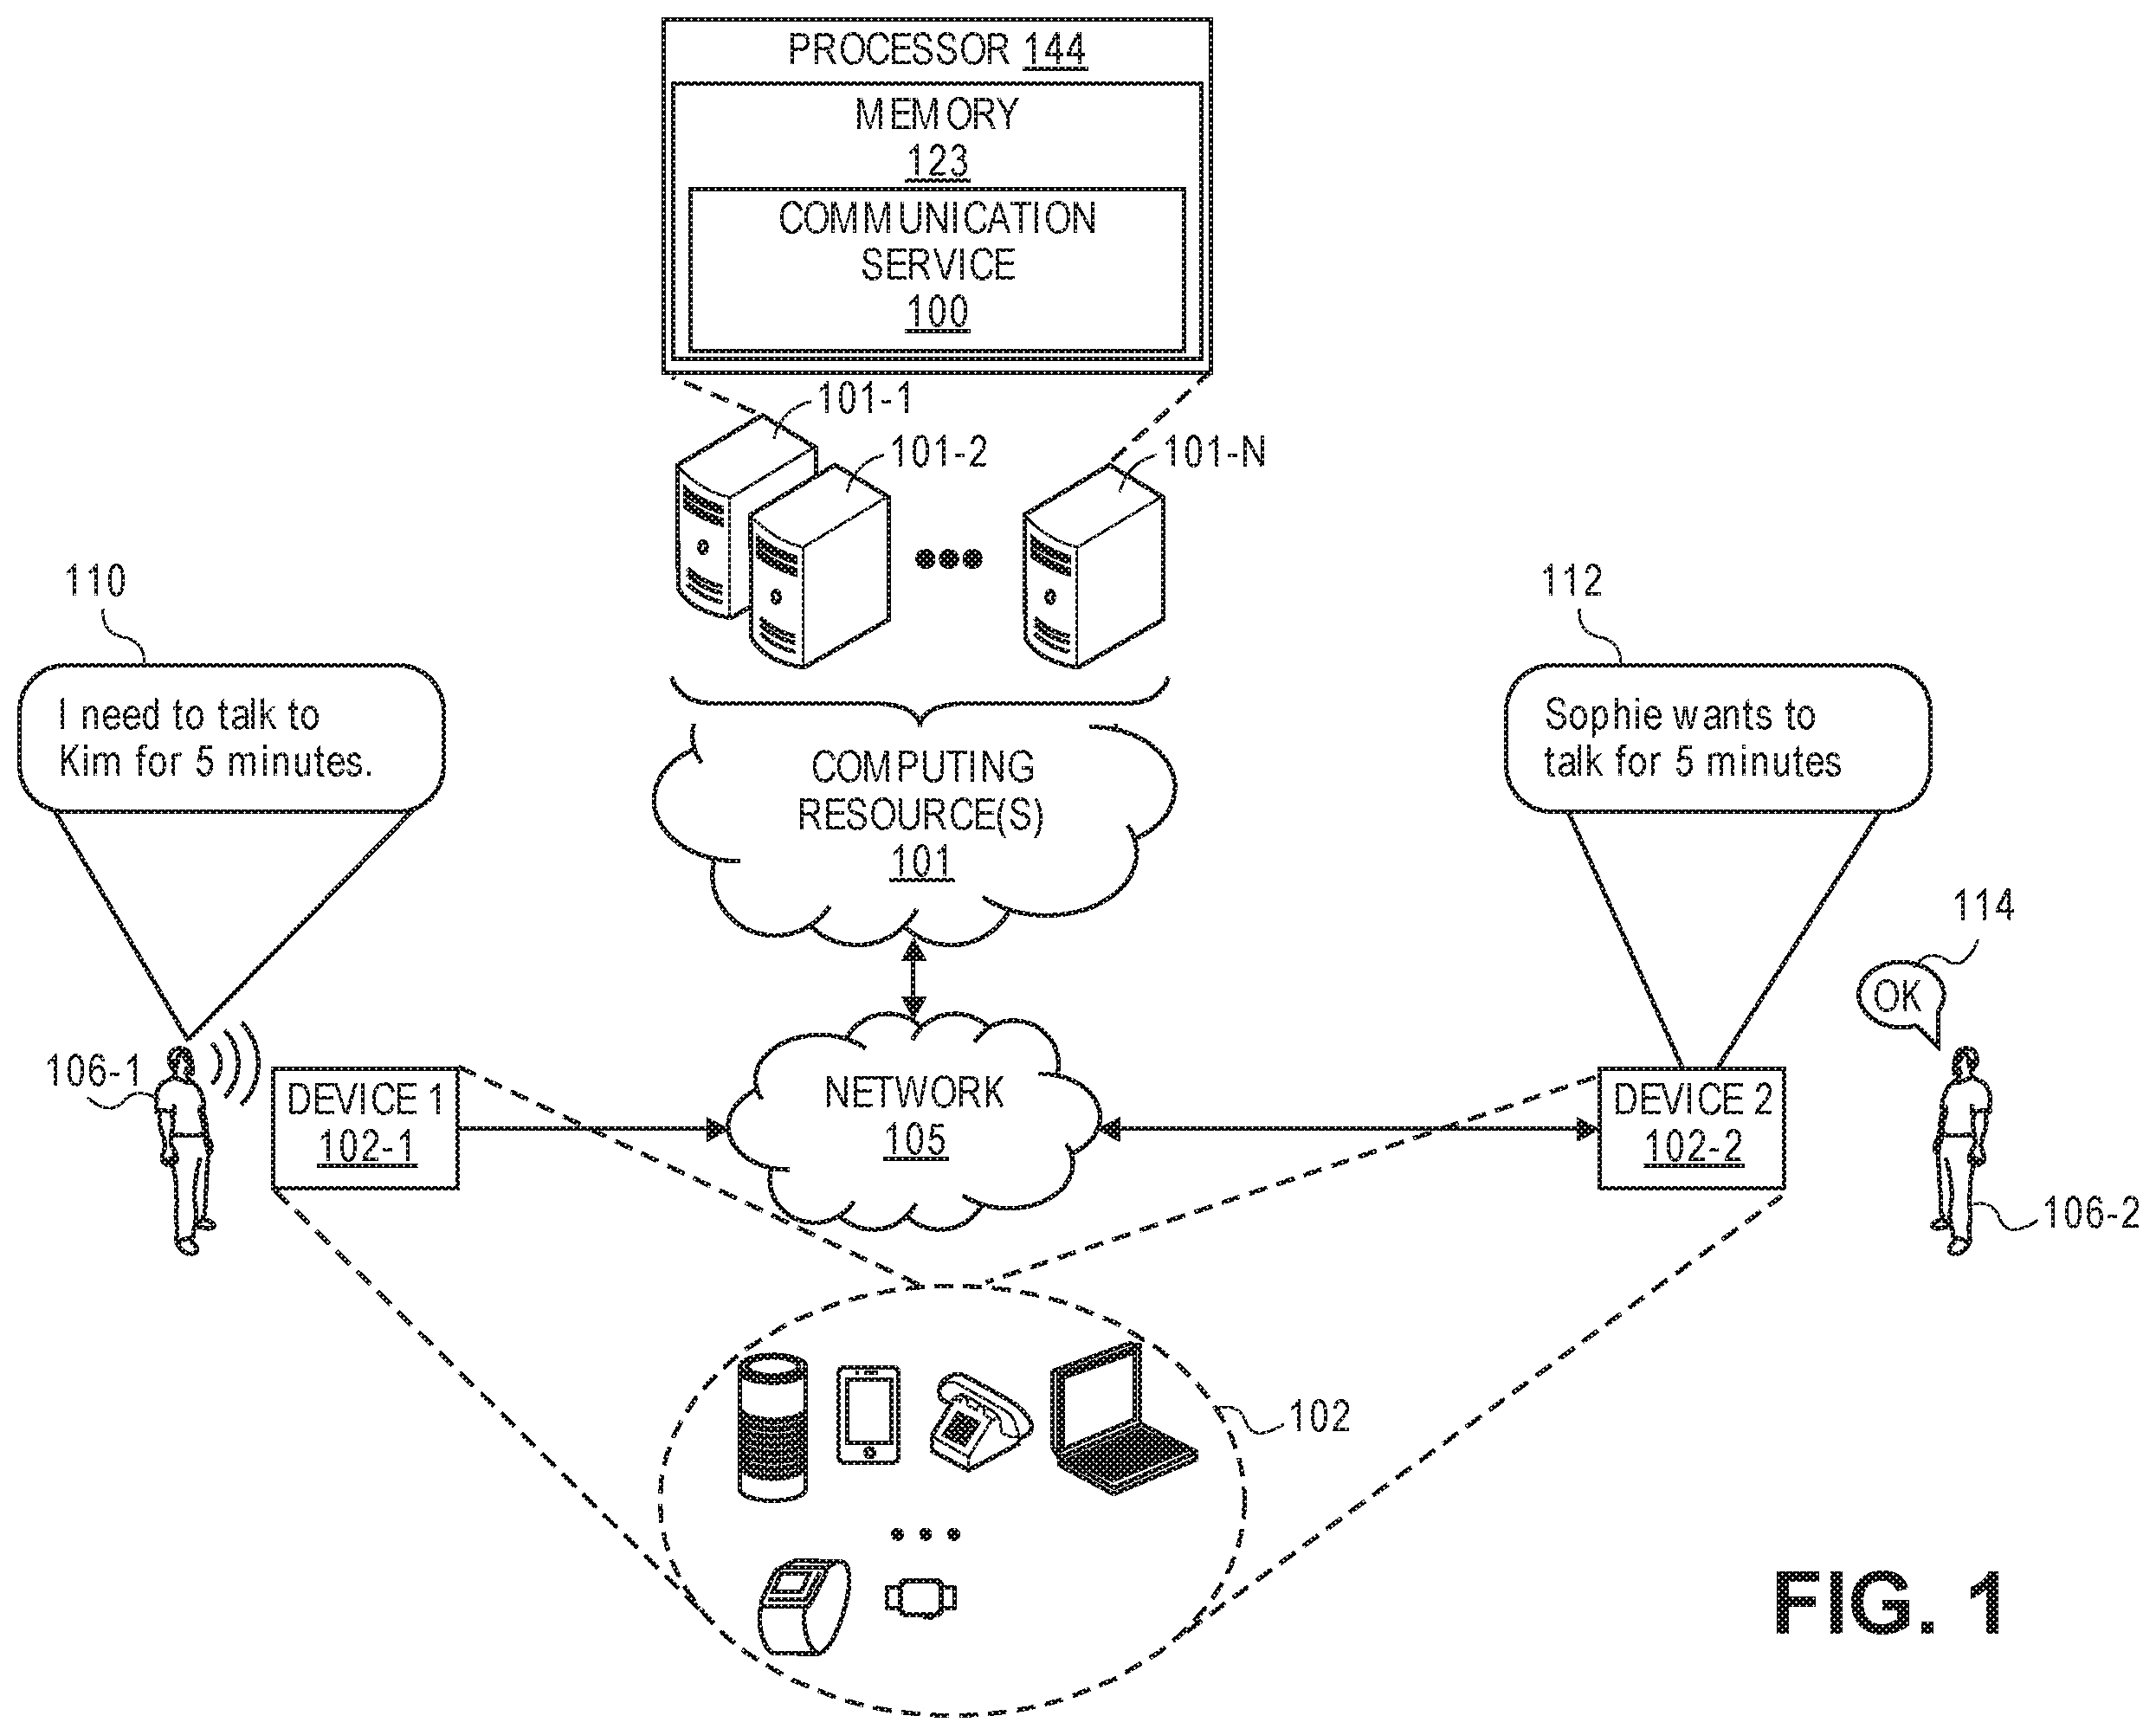 PROCESSOR 144
MEMORY
123
COMMUNICATION
SERVICE
100
101-1
101-2
101-N
110
I need to talk to
Kim for 5 minutes.
112
Sophie wants to
talk for 5 minutes
COMPUTING
RESOURCE(S)
101
114
OK
106-1
DEVICE 1
102-1
NETWORK
105
DEVICE 2
102-2
106-2
102
FIG. 1